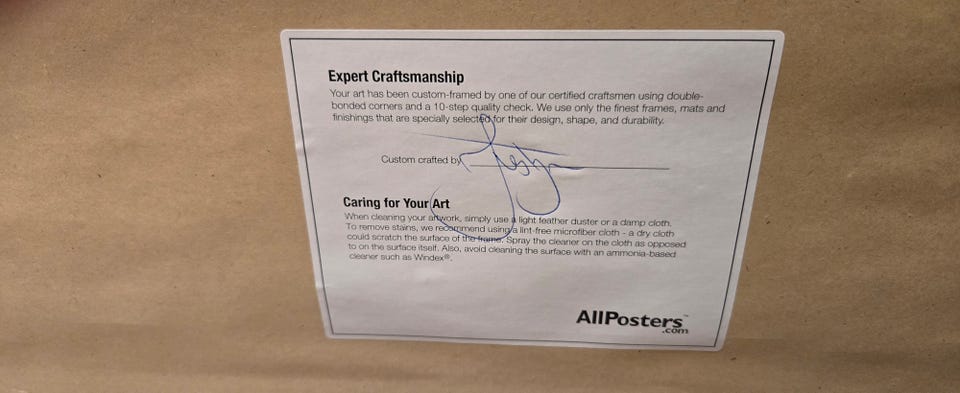 Expert Craftsmanship
Your art has been custom-framed by one of our certified craftsmen using double-
bonded corners and a 10-step quality check. We use only the finest frames, mats and
finishings that are specially selected for their design, shape, and durability.
Custom crafted by
Caring for Your Art
When cleaning your artwork, simply use a light feather duster or a damp cloth.
To remove stains, we recommend using a lint-free microfiber cloth - a dry cloth
could scratch the surface of the frame. Spray the cleaner on the cloth as opposed
to on the surface itself. Also, avoid cleaning the surface with an ammonia-based
cleaner such as Windex®.
AllPosters™
.com